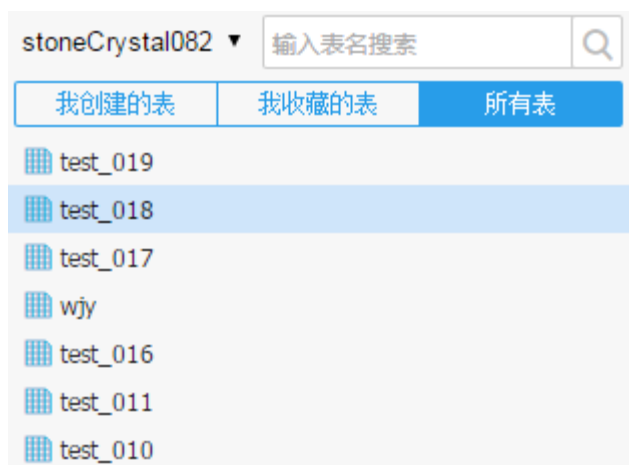 stoneCrystal082 ▼ 输入表名搜索
我创建的表 我收藏的表 所有表
test_019
test_018
test_017
wjy
test_016
test_011
test_010